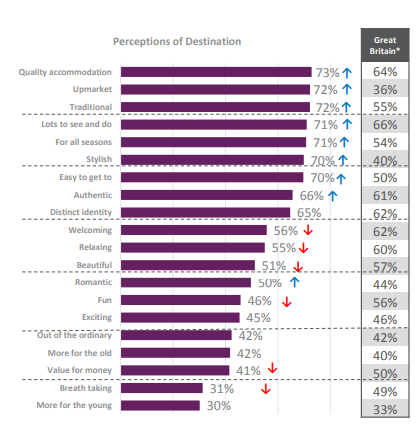 Perceptions of Destination
Great
Britain*
Quality accommodation 73% ↑ 64%
Upmarket 72% ↑ 36%
Traditional 72% ↑ 55%
Lots to see and do 71% ↑ 66%
For all seasons 71% ↑ 54%
Stylish 70% ↑ 40%
Easy to get to 70% ↑ 50%
Authentic 66% ↑ 61%
Distinct identity 65% 62%
Welcoming 56% ↓ 62%
Relaxing 55% ↓ 60%
Beautiful 51% ↓ 57%
Romantic 50% ↑ 44%
Fun 46% ↓ 56%
Exciting 45% 46%
Out of the ordinary 42% 42%
More for the old 42% 40%
Value for money 41% ↓ 50%
Breath taking 31% ↓ 49%
More for the young 30% 33%